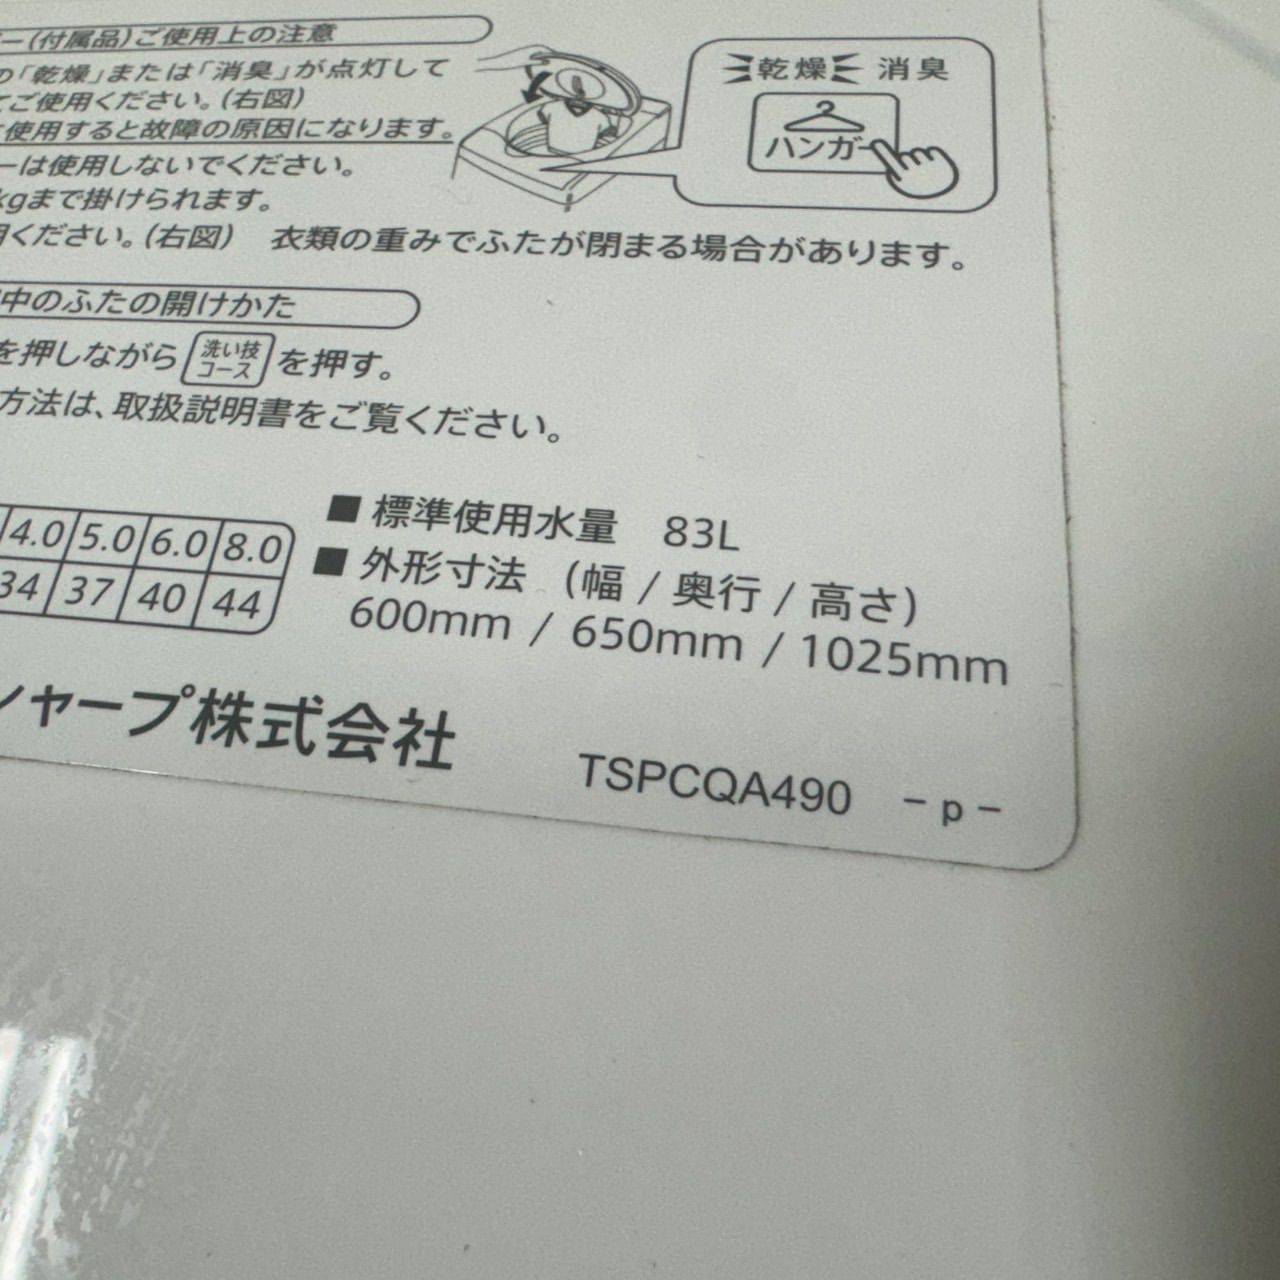 ー(付属品)ご使用上の注意
の「乾燥」または「消臭」が点灯して
てご使用ください。(右図)
使用すると故障の原因になります。
ーは使用しないでください。
kgまで掛けられます。
ください。(右図) 衣類の重みでふたが閉まる場合があります。
乾燥 消臭
ハンガー
中のふたの開けかた
を押しながら 洗い技コース を押す。
方法は、取扱説明書をご覧ください。
4.0 5.0 6.0 8.0
34 37 40 44
■ 標準使用水量 83L
■ 外形寸法 (幅 / 奥行 / 高さ)
600mm / 650mm / 1025mm
シャープ株式会社
TSPCQA490 －p－